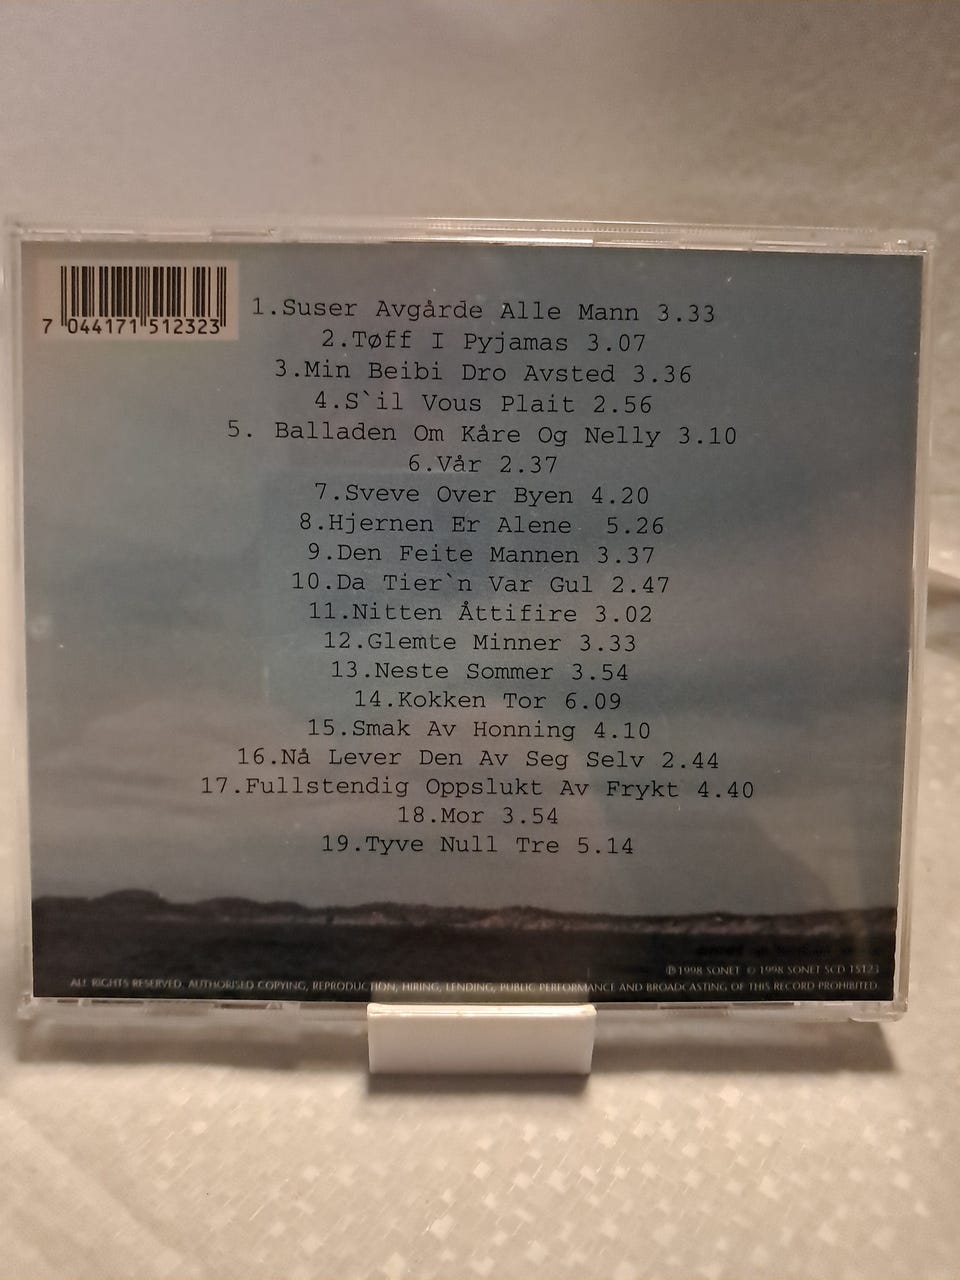 7 044171 512323
1.Suser Avgårde Alle Mann 3.33
2.Tøff I Pyjamas 3.07
3.Min Beibi Dro Avsted 3.36
4.S`il Vous Plait 2.56
5. Balladen Om Kåre Og Nelly 3.10
6.Vår 2.37
7.Sveve Over Byen 4.20
8.Hjernen Er Alene 5.26
9.Den Feite Mannen 3.37
10.Da Tier`n Var Gul 2.47
11.Nitten Åttifire 3.02
12.Glemte Minner 3.33
13.Neste Sommer 3.54
14.Kokken Tor 6.09
15.Smak Av Honning 4.10
16.Nå Lever Den Av Seg Selv 2.44
17.Fullstendig Oppslukt Av Frykt 4.40
18.Mor 3.54
19.Tyve Null Tre 5.14
℗1998 SONET © 1998 SONET SCD 15123
ALL RIGHTS RESERVED. AUTHORISED COPYING, REPRODUCTION, HIRING, LENDING, PUBLIC PERFORMANCE AND BROADCASTING OF THIS RECORD PROHIBITED.